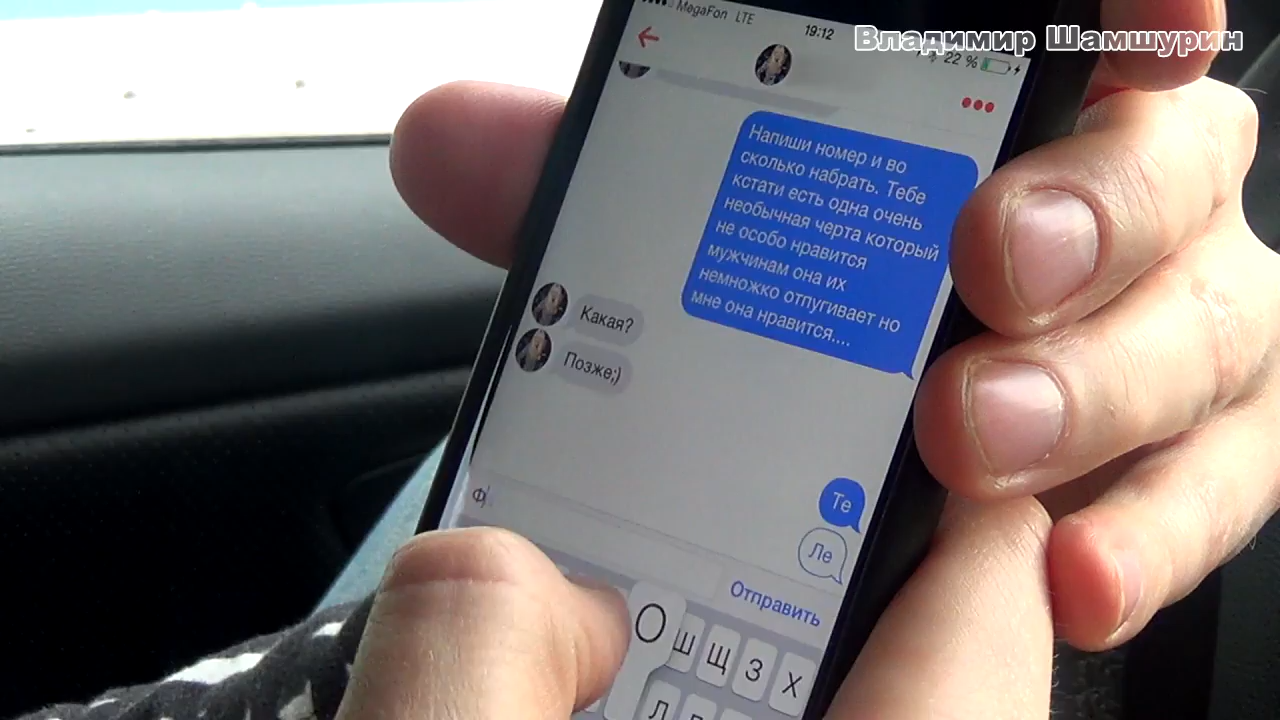 MegaFon LTE
19:12
22 %
Владимир Шамшурин
Напиши номер и во
сколько набрать. Тебе
кстати есть одна очень
необычная черта который
не особо нравится
мужчинам она их
немножко отпугивает но
мне она нравится....
Какая?
Позже;)
Те
Ле
Ф
Отправить
О Ш Щ З Х
Л